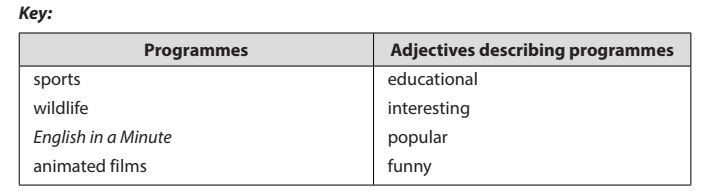 Key:
Programmes Adjectives describing programmes
sports educational
wildlife interesting
English in a Minute popular
animated films funny